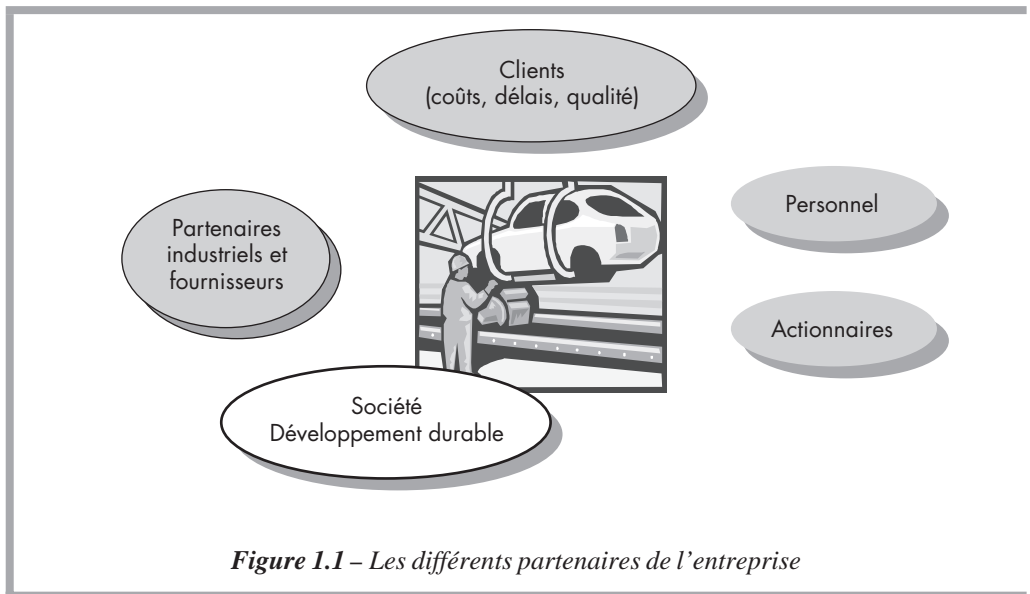 Clients
(coûts, délais, qualité)
Partenaires
industriels et
fournisseurs
Personnel
Actionnaires
Société
Développement durable
Figure 1.1 – Les différents partenaires de l'entreprise